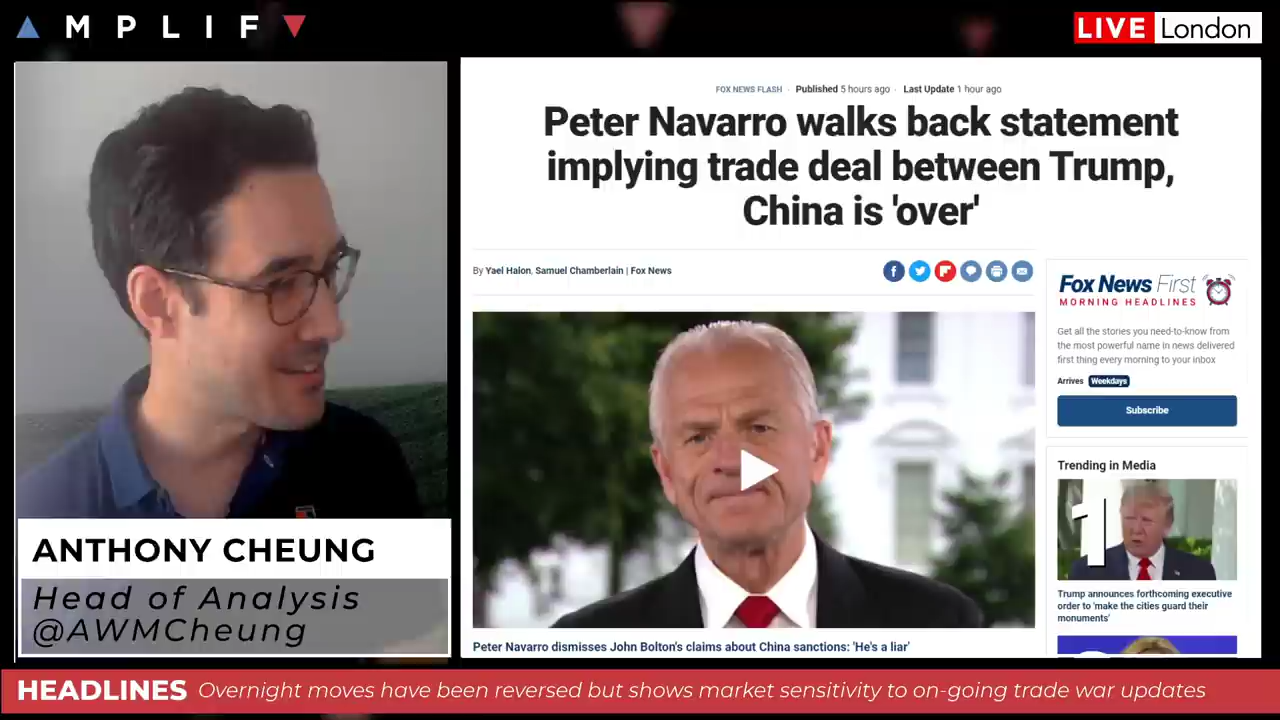 AMPLIFY
LIVE London
FOX NEWS FLASH · Published 5 hours ago · Last Update 1 hour ago
Peter Navarro walks back statement
implying trade deal between Trump,
China is 'over'
By Yael Halon, Samuel Chamberlain | Fox News
Fox News First
MORNING HEADLINES
Get all the stories you need-to-know from
the most powerful name in news delivered
first thing every morning to your inbox
Arrives Weekdays
Subscribe
Trending in Media
1
Trump announces forthcoming executive
order to 'make the cities guard their
monuments'
Peter Navarro dismisses John Bolton's claims about China sanctions: 'He's a liar'
ANTHONY CHEUNG
Head of Analysis
@AWMCheung
HEADLINES Overnight moves have been reversed but shows market sensitivity to on-going trade war updates